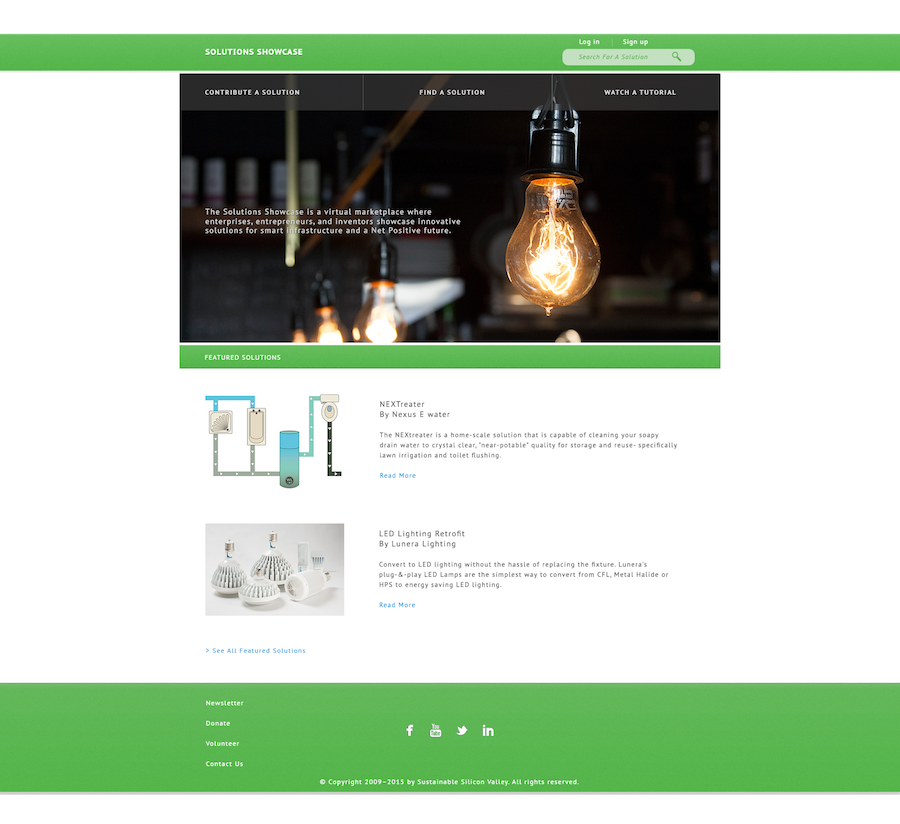 SOLUTIONS SHOWCASE
Log in | Sign up
Search For A Solution
CONTRIBUTE A SOLUTION
FIND A SOLUTION
WATCH A TUTORIAL
The Solutions Showcase is a virtual marketplace where
enterprises, entrepreneurs, and inventors showcase innovative
solutions for smart infrastructure and a Net Positive future.
FEATURED SOLUTIONS
NEXTreater
By Nexus E water
The NEXtreater is a home-scale solution that is capable of cleaning your soapy
drain water to crystal clear, "near-potable" quality for storage and reuse- specifically
lawn irrigation and toilet flushing.
Read More
LED Lighting Retrofit
By Lunera Lighting
Convert to LED lighting without the hassle of replacing the fixture. Lunera's
plug-&-play LED Lamps are the simplest way to convert from CFL, Metal Halide or
HPS to energy saving LED lighting.
Read More
> See All Featured Solutions
Newsletter
Donate
Volunteer
Contact Us
f
You Tube
in
© Copyright 2009–2015 by Sustainable Silicon Valley. All rights reserved.